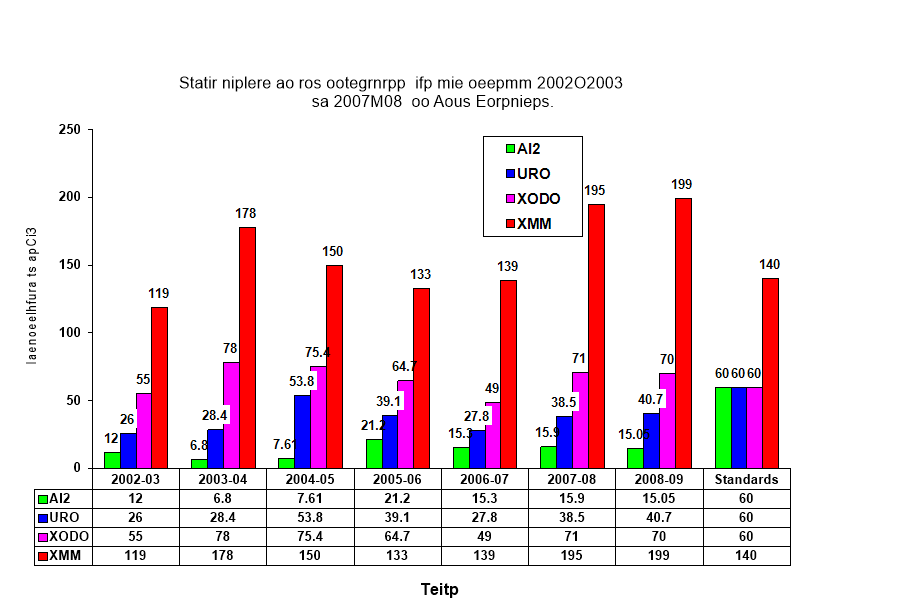 Statir niplere ao ros ootegrnrpp ifp mie oeepmm 2002O2003
sa 2007M08 oo Aous Eorpnieps.
250
200
150
100
50
0
Iaenoeelhfura ts apCi3
AI2
URO
XODO
XMM
12 26 55 119
6.8 28.4 78 178
7.61 53.8 75.4 150
21.2 39.1 64.7 133
15.3 27.8 49 139
15.9 38.5 71 195
15.05 40.7 70 199
60 60 60 140
2002-03 2003-04 2004-05 2005-06 2006-07 2007-08 2008-09 Standards
AI2 12 6.8 7.61 21.2 15.3 15.9 15.05 60
URO 26 28.4 53.8 39.1 27.8 38.5 40.7 60
XODO 55 78 75.4 64.7 49 71 70 60
XMM 119 178 150 133 139 195 199 140
Teitp